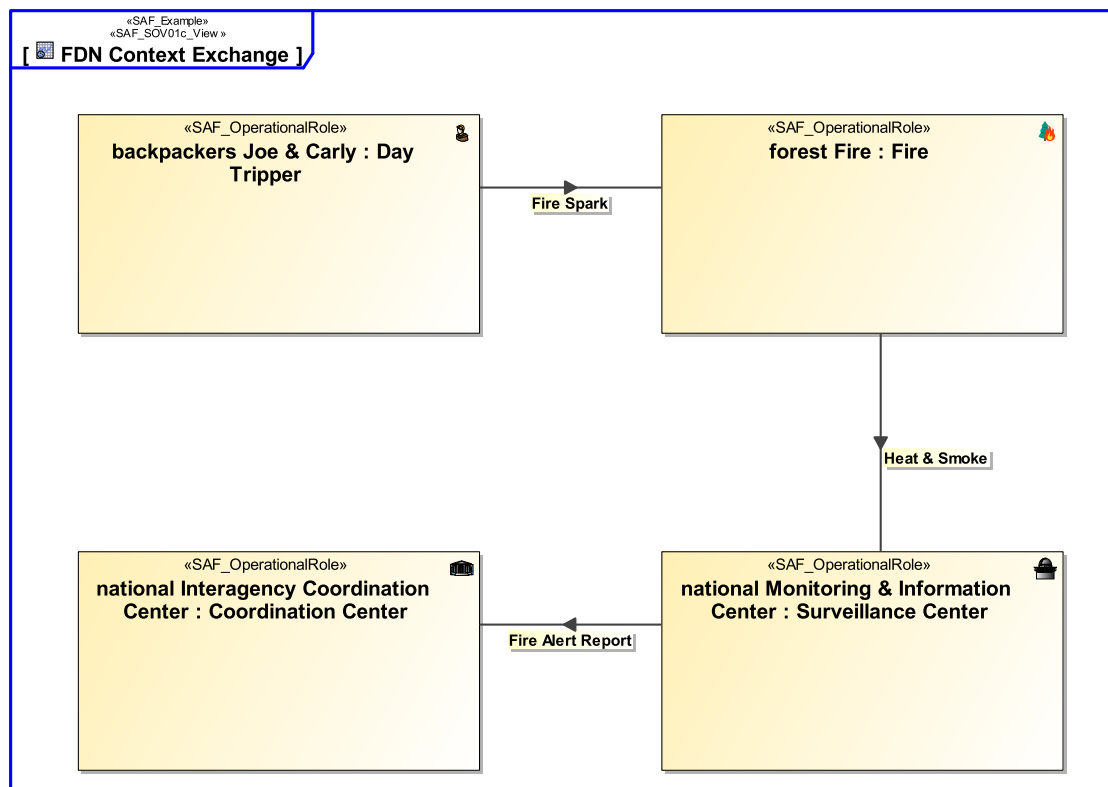 «SAF_Example»
«SAF_SOV01c_View »
[ FDN Context Exchange ]
«SAF_OperationalRole»
backpackers Joe & Carly : Day
Tripper
Fire Spark
«SAF_OperationalRole»
forest Fire : Fire
Heat & Smoke
«SAF_OperationalRole»
national Interagency Coordination
Center : Coordination Center
Fire Alert Report
«SAF_OperationalRole»
national Monitoring & Information
Center : Surveillance Center